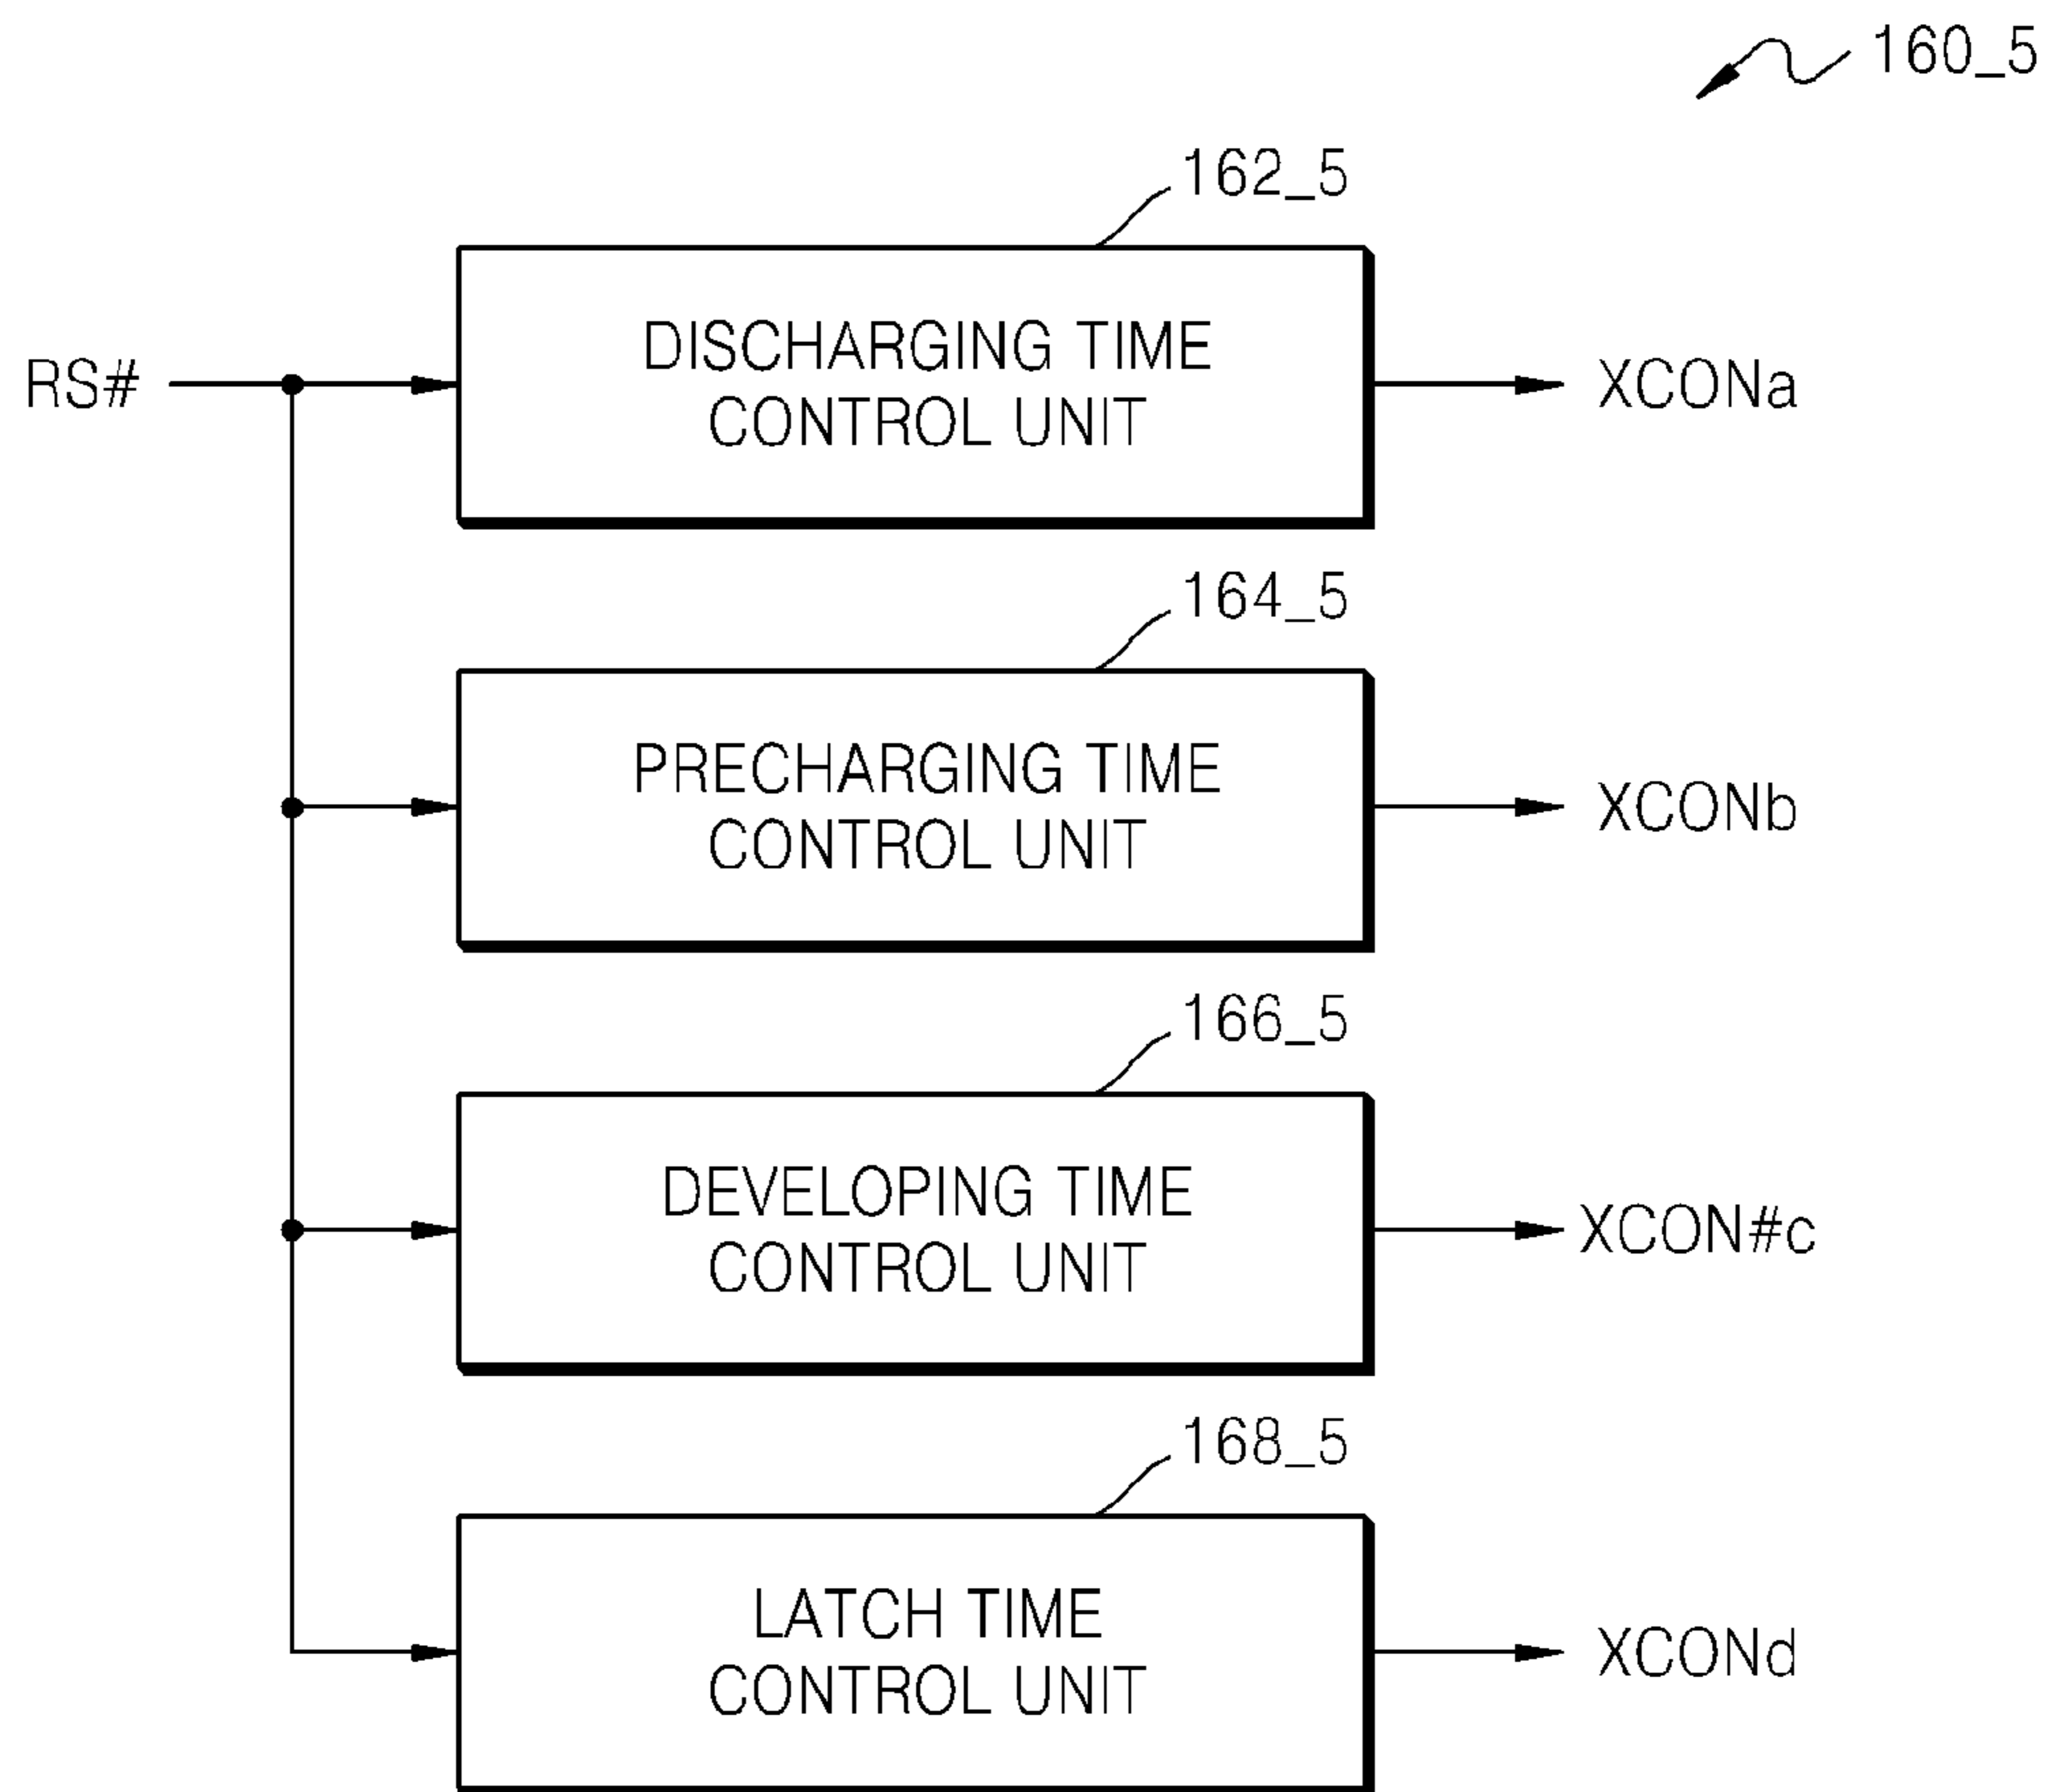 160_5
162_5
DISCHARGING TIME
CONTROL UNIT
RS#
XCONa
164_5
PRECHARGING TIME
CONTROL UNIT
XCONb
166_5
DEVELOPING TIME
CONTROL UNIT
XCON#c
168_5
LATCH TIME
CONTROL UNIT
XCONd